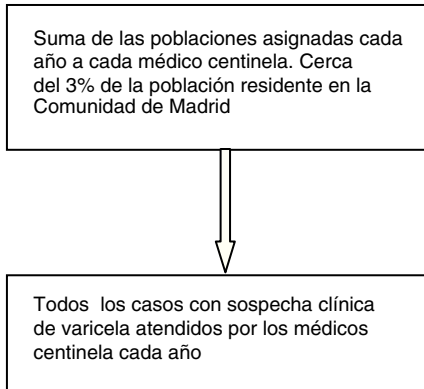 Suma de las poblaciones asignadas cada
año a cada médico centinela. Cerca
del 3% de la población residente en la
Comunidad de Madrid
Todos los casos con sospecha clínica
de varicela atendidos por los médicos
centinela cada año